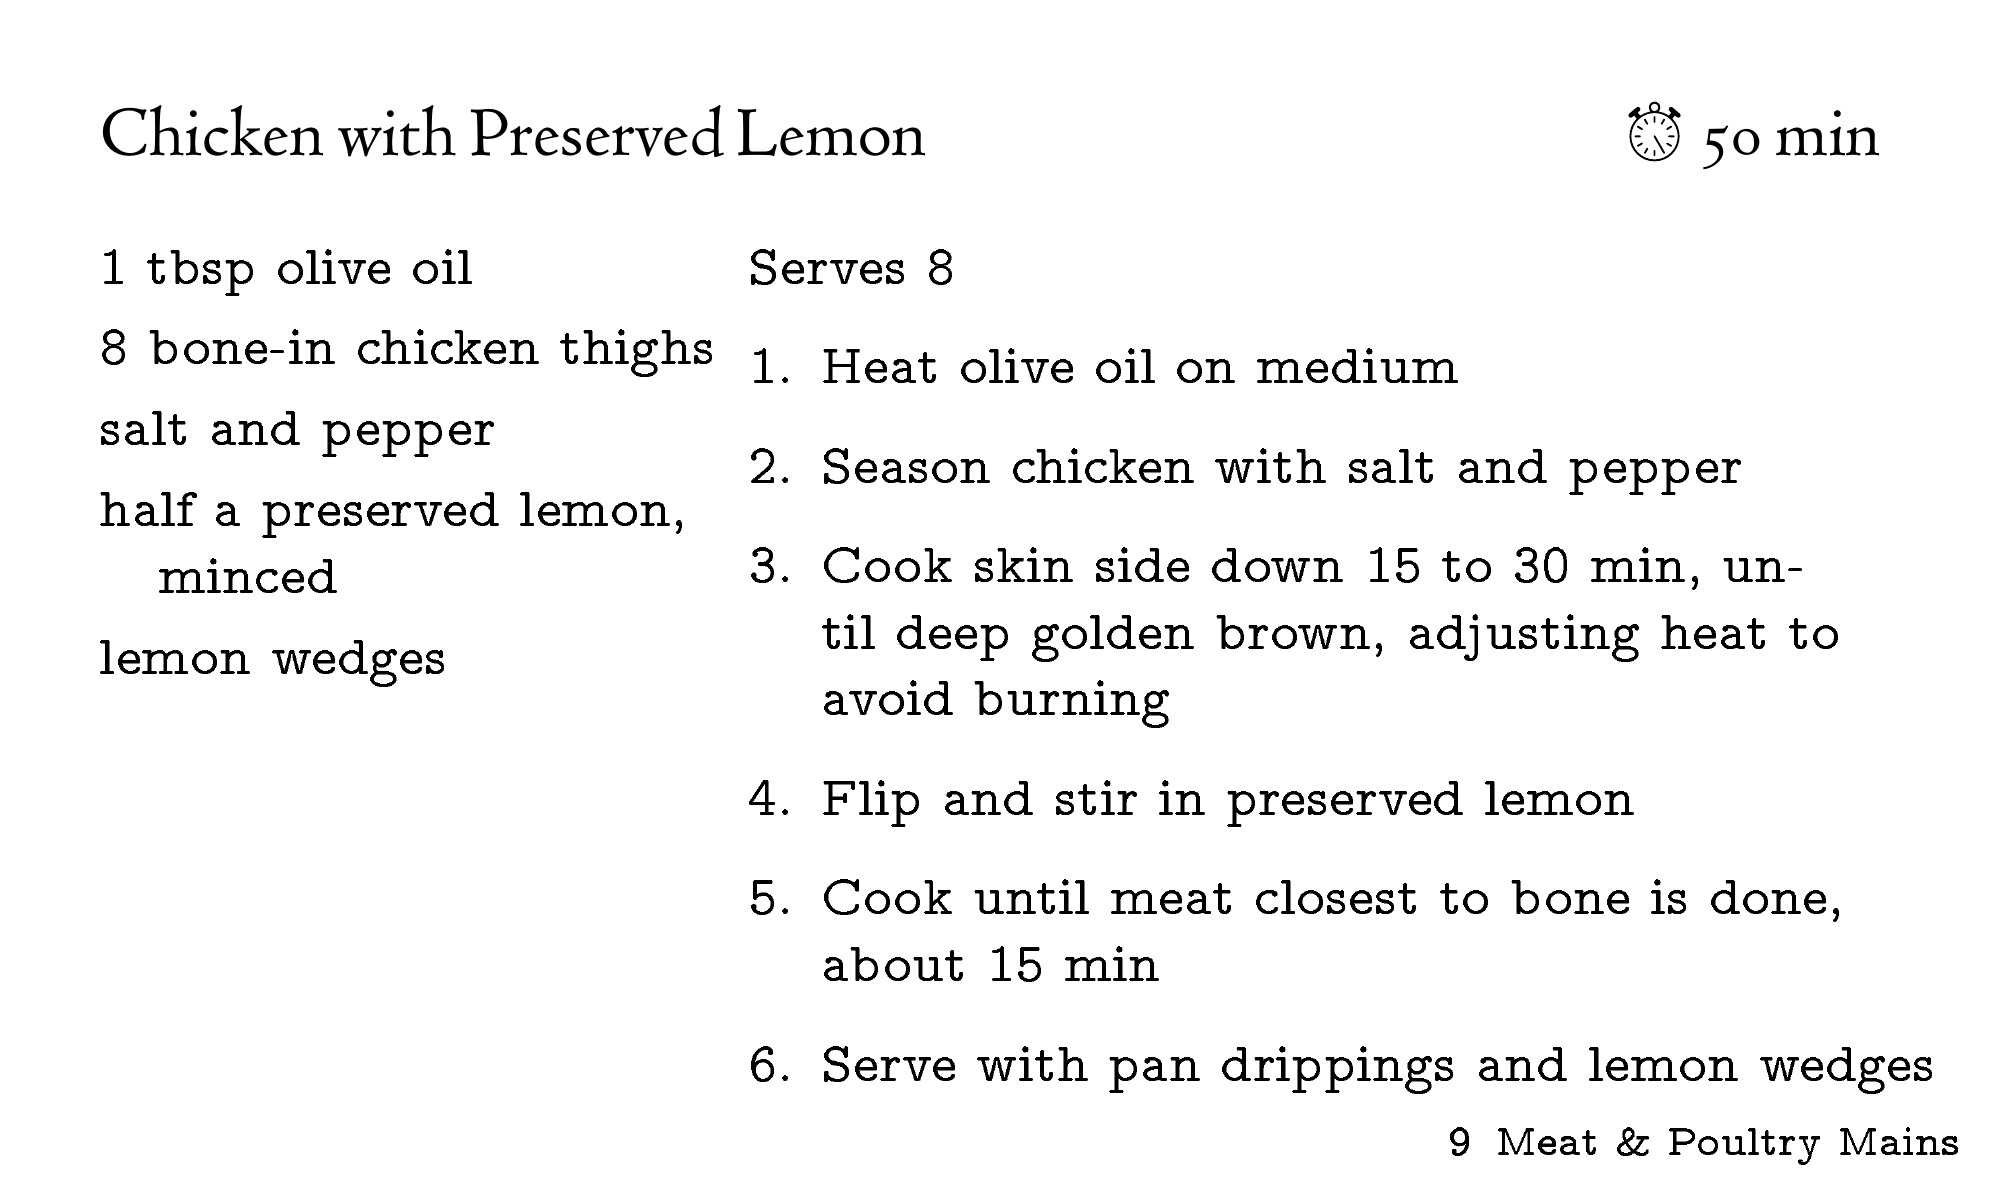 Chicken with Preserved Lemon
50 min
1 tbsp olive oil
8 bone-in chicken thighs
salt and pepper
half a preserved lemon,
minced
lemon wedges
Serves 8
1. Heat olive oil on medium
2. Season chicken with salt and pepper
3. Cook skin side down 15 to 30 min, un-
til deep golden brown, adjusting heat to
avoid burning
4. Flip and stir in preserved lemon
5. Cook until meat closest to bone is done,
about 15 min
6. Serve with pan drippings and lemon wedges
9 Meat & Poultry Mains